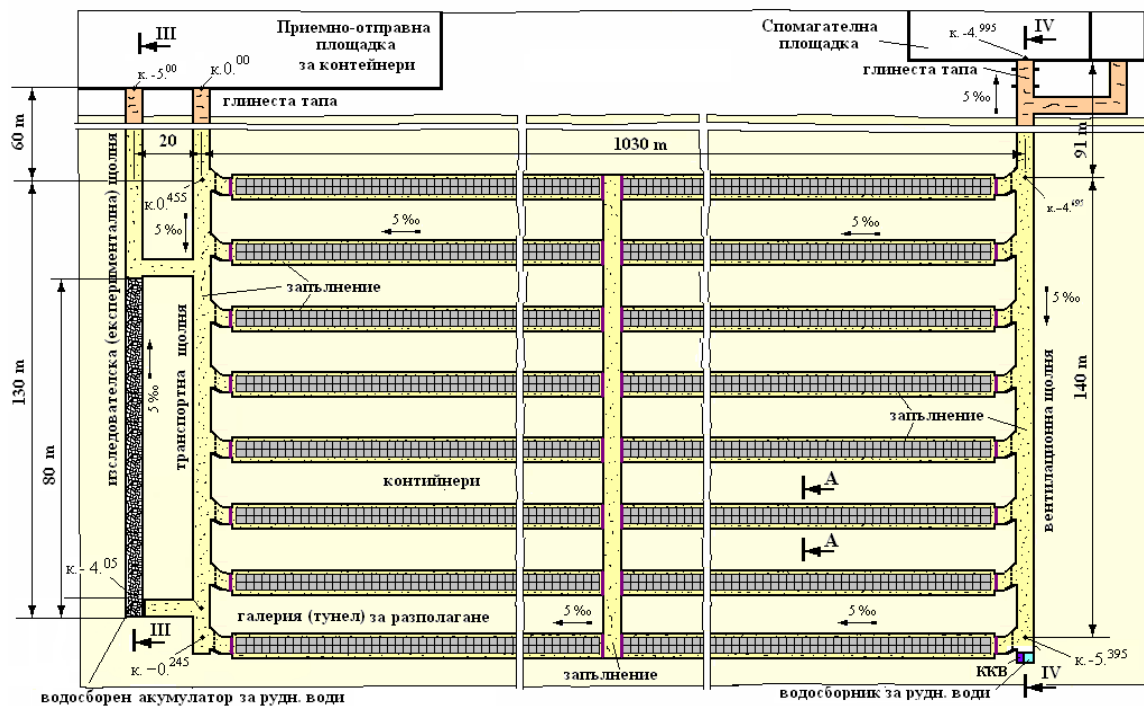 III
Приемно-отправна
площадка
за контейнери
Спомагателна
площадка
к. -4.⁹⁹⁵
IV
к. -5.⁰⁰
к.0.⁰⁰
глинеста тапа
глинеста тапа
5 ‰
60 m
20
1030 m
91 m
изследователска (експериментална) щолня
к.0.⁴⁵⁵
5 ‰
5 ‰
5 ‰
запълнение
транспортна щолня
5 ‰
5 ‰
130 m
80 m
140 m
запълнение
вентилационна щолня
контийнери
A
A
к. - 4.⁰⁵
галерия (тунел) за разполагане
5 ‰
5 ‰
III
к. −0.²⁴⁵
к.-5.³⁹⁵
запълнение
ККВ
водосборник за рудн. води
IV
водосборен акумулатор за рудн. води